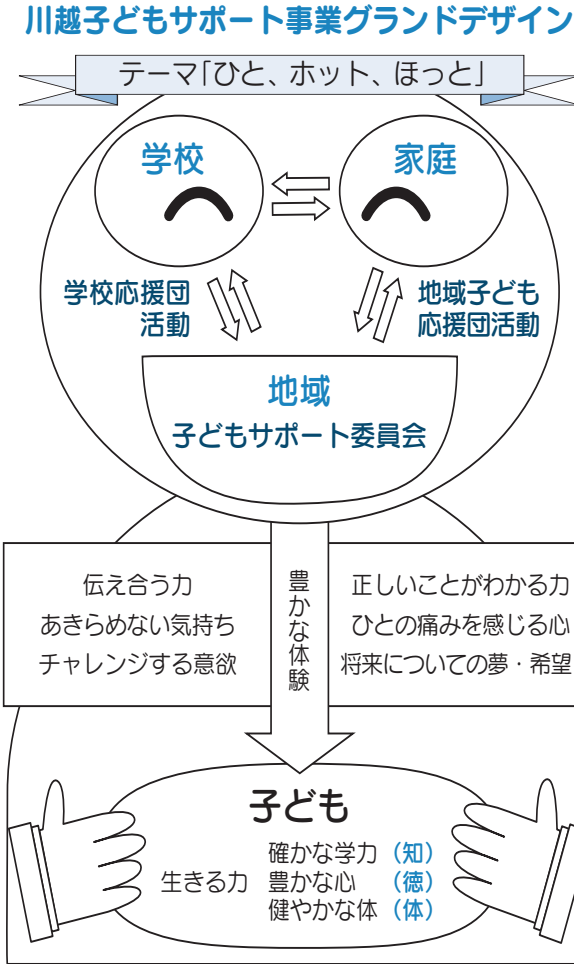 川越子どもサポート事業グランドデザイン
テーマ「ひと、ホット、ほっと」
学校
家庭
学校応援団
活動
地域子ども
応援団活動
地域
子どもサポート委員会
伝え合う力
あきらめない気持ち
チャレンジする意欲
豊かな体験
正しいことがわかる力
ひとの痛みを感じる心
将来についての夢・希望
子ども
生きる力
確かな学力（知）
豊かな心（徳）
健やかな体（体）